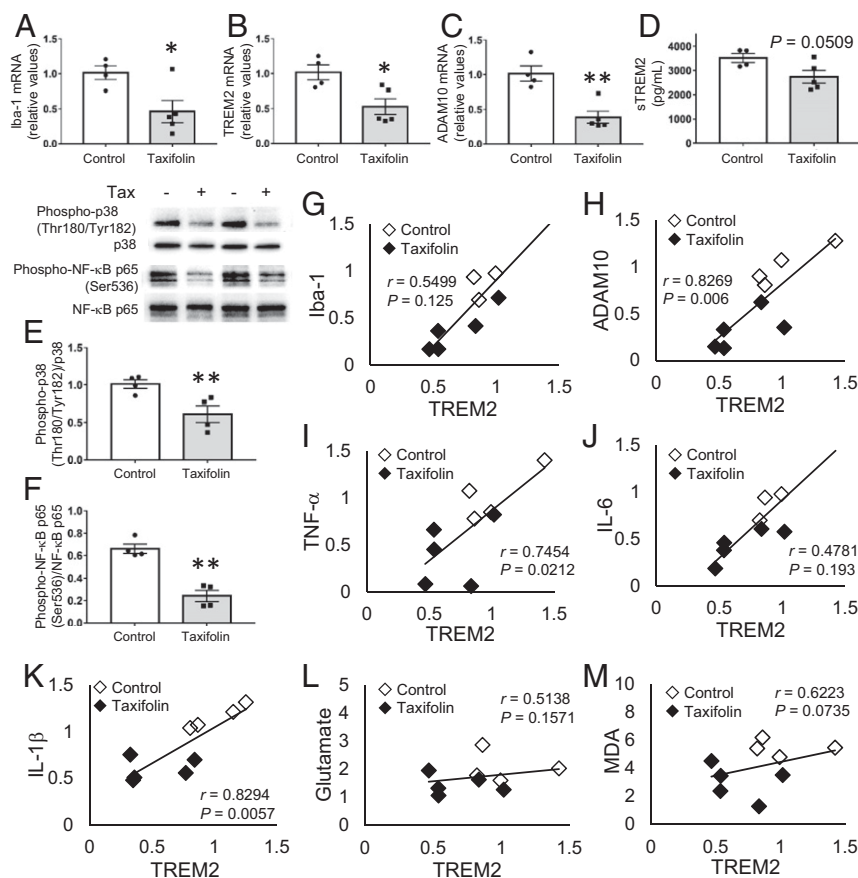 A
Iba-1 mRNA
(relative values)
1.5
1.0
0.5
0.0
*
Control
Taxifolin
B
TREM2 mRNA
(relative values)
1.5
1.0
0.5
0.0
*
Control
Taxifolin
C
ADAM10 mRNA
(relative values)
1.5
1.0
0.5
0.0
**
Control
Taxifolin
D
sTREM2
(pg/mL)
4000
3000
2000
1000
0
P = 0.0509
Control
Taxifolin
Tax - + - +
Phospho-p38
(Thr180/Tyr182)
p38
Phospho-NF-κB p65
(Ser536)
NF-κB p65
E
Phospho-p38
(Thr180/Tyr182)/p38
1.5
1.0
0.5
0.0
**
Control
Taxifolin
F
Phospho-NF-κB p65
(Ser536)/NF-κB p65
1.0
0.8
0.6
0.4
0.2
0.0
**
Control
Taxifolin
G
Iba-1
1.5
1
0.5
0
◇ Control
◆ Taxifolin
r = 0.5499
P = 0.125
0 0.5 1 1.5
TREM2
H
ADAM10
1.5
1
0.5
0
◇ Control
◆ Taxifolin
r = 0.8269
P = 0.006
0 0.5 1 1.5
TREM2
I
TNF-α
1.5
1
0.5
0
◇ Control
◆ Taxifolin
r = 0.7454
P = 0.0212
0 0.5 1 1.5
TREM2
J
IL-6
1.5
1
0.5
0
◇ Control
◆ Taxifolin
r = 0.4781
P = 0.193
0 0.5 1 1.5
TREM2
K
IL-1β
1.5
1
0.5
0
◇ Control
◆ Taxifolin
r = 0.8294
P = 0.0057
0 0.5 1 1.5
TREM2
L
Glutamate
5
4
3
2
1
0
◇ Control
◆ Taxifolin
r = 0.5138
P = 0.1571
0 0.5 1 1.5
TREM2
M
MDA
10
8
6
4
2
0
◇ Control
◆ Taxifolin
r = 0.6223
P = 0.0735
0 0.5 1 1.5
TREM2